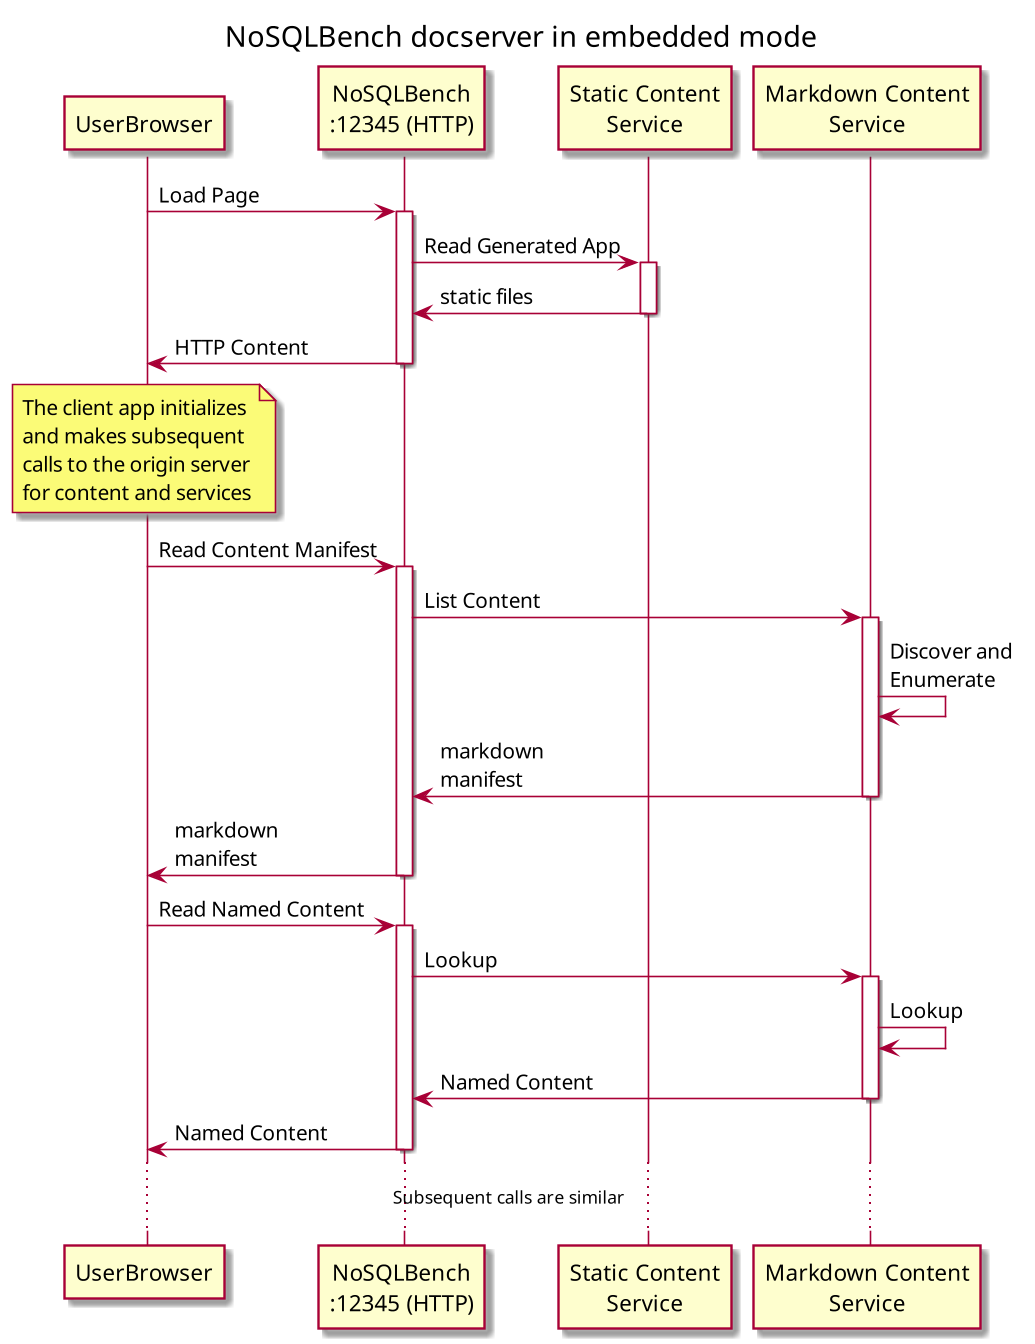 NoSQLBench docserver in embedded mode
UserBrowser
NoSQLBench
:12345 (HTTP)
Static Content
Service
Markdown Content
Service
Load Page
Read Generated App
static files
HTTP Content
The client app initializes
and makes subsequent
calls to the origin server
for content and services
Read Content Manifest
List Content
Discover and
Enumerate
markdown
manifest
markdown
manifest
Read Named Content
Lookup
Lookup
Named Content
Named Content
Subsequent calls are similar
UserBrowser
NoSQLBench
:12345 (HTTP)
Static Content
Service
Markdown Content
Service